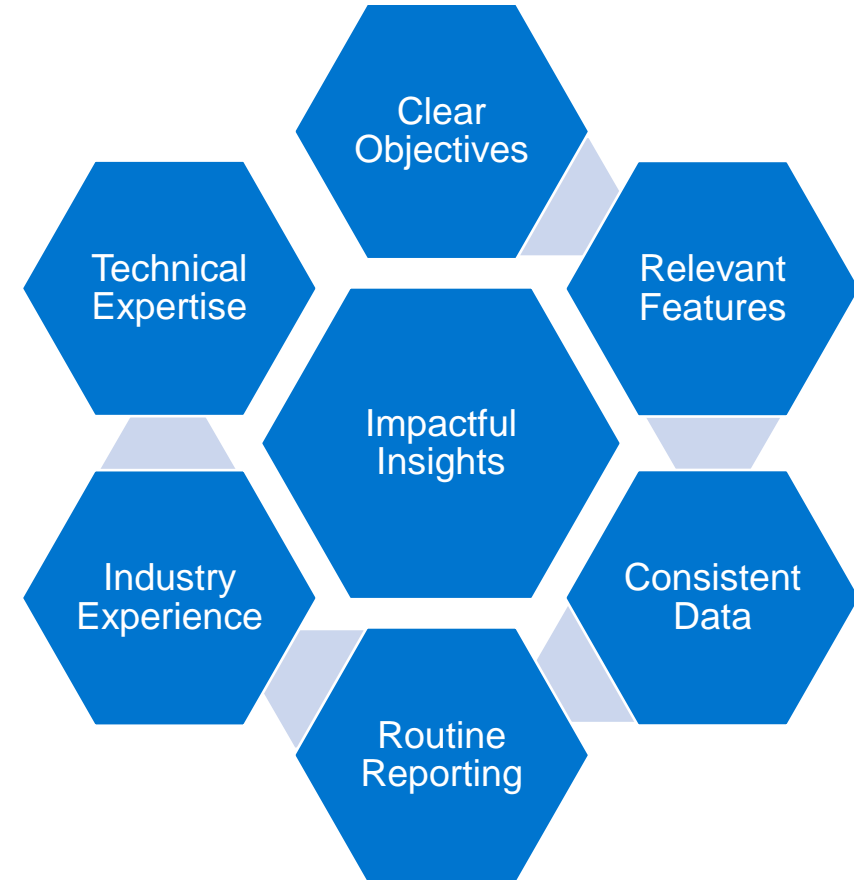 Clear
Objectives
Technical
Expertise
Relevant
Features
Impactful
Insights
Industry
Experience
Consistent
Data
Routine
Reporting